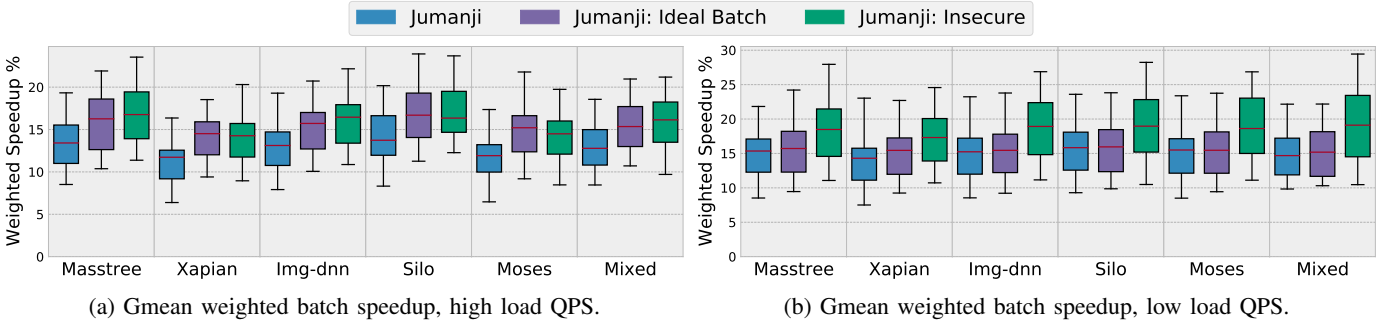 Jumanji Jumanji: Ideal Batch Jumanji: Insecure
Weighted Speedup %
20
15
10
5
0
Masstree Xapian Img-dnn Silo Moses Mixed
(a) Gmean weighted batch speedup, high load QPS.
Weighted Speedup %
30
25
20
15
10
5
0
Masstree Xapian Img-dnn Silo Moses Mixed
(b) Gmean weighted batch speedup, low load QPS.